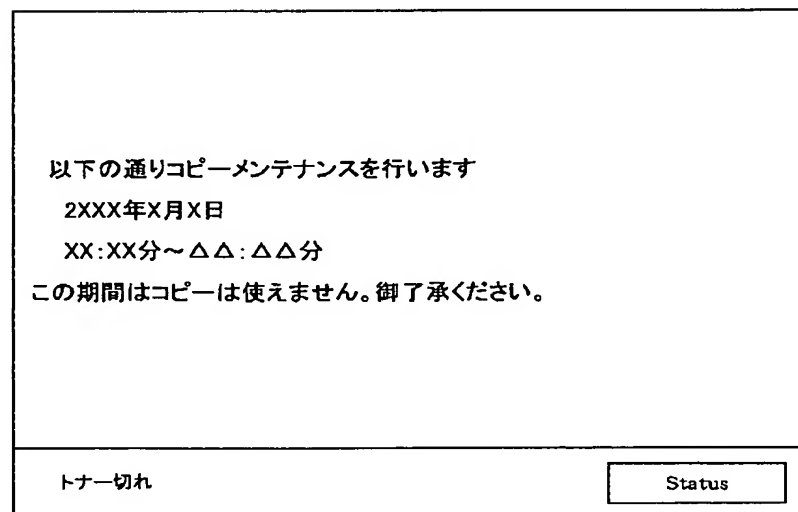 以下の通りコピーメンテナンスを行います
2XXX年X月X日
XX:XX分～△△:△△分
この期間はコピーは使えません。御了承ください。
トナー切れ
Status